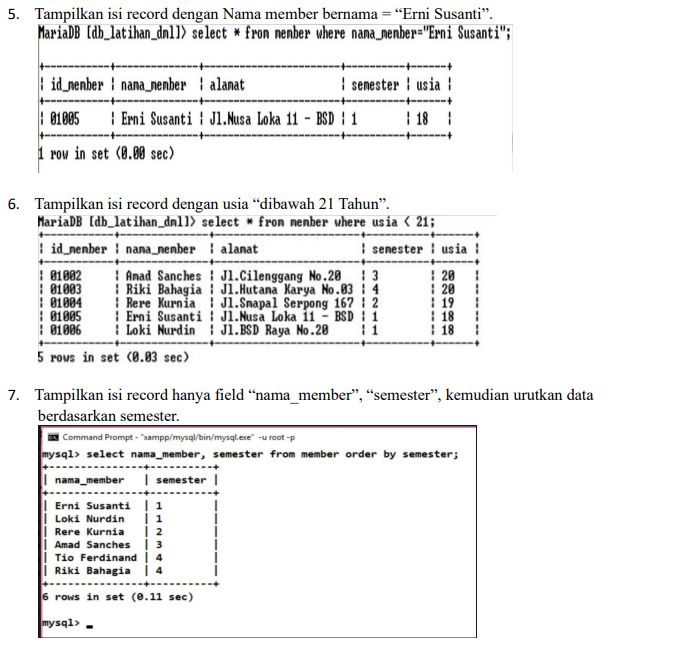 5. Tampilkan isi record dengan Nama member bernama = “Erni Susanti”.
MariaDB [db_latihan_dml]> select * from member where nama_member="Erni Susanti";
+-----------+--------------+-------------------------+----------+------+
| id_member | nama_member | alamat | semester | usia |
+-----------+--------------+-------------------------+----------+------+
| 01005 | Erni Susanti | Jl.Nusa Loka 11 - BSD | 1 | 18 |
+-----------+--------------+-------------------------+----------+------+
1 row in set (0.00 sec)
6. Tampilkan isi record dengan usia “dibawah 21 Tahun”.
MariaDB [db_latihan_dml]> select * from member where usia < 21;
+-----------+--------------+-------------------------+----------+------+
| id_member | nama_member | alamat | semester | usia |
+-----------+--------------+-------------------------+----------+------+
| 01002 | Amad Sanches | Jl.Cilenggang No.20 | 3 | 20 |
| 01003 | Riki Bahagia | Jl.Hutama Karya No.03 | 4 | 20 |
| 01004 | Rere Kurnia | Jl.Smapal Serpong 167 | 2 | 19 |
| 01005 | Erni Susanti | Jl.Nusa Loka 11 - BSD | 1 | 18 |
| 01006 | Loki Nurdin | Jl.BSD Raya No.20 | 1 | 18 |
+-----------+--------------+-------------------------+----------+------+
5 rows in set (0.03 sec)
7. Tampilkan isi record hanya field “nama_member”, “semester”, kemudian urutkan data
berdasarkan semester.
Command Prompt - "xampp/mysql/bin/mysql.exe" -u root -p
mysql> select nama_member, semester from member order by semester;
+---------------+----------+
| nama_member | semester |
+---------------+----------+
| Erni Susanti | 1 |
| Loki Nurdin | 1 |
| Rere Kurnia | 2 |
| Amad Sanches | 3 |
| Tio Ferdinand | 4 |
| Riki Bahagia | 4 |
+---------------+----------+
6 rows in set (0.11 sec)
mysql> _